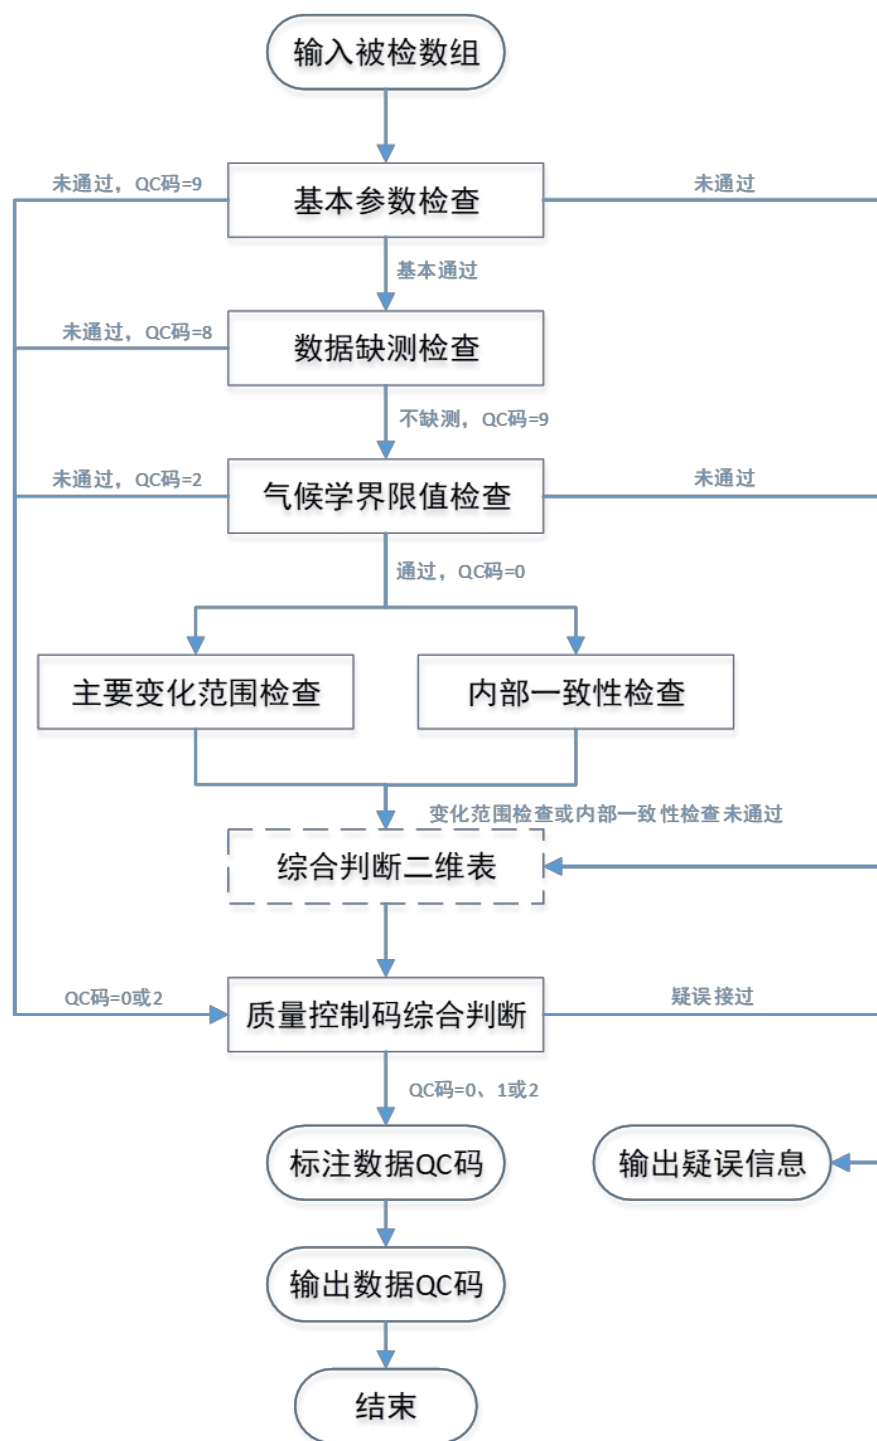 输入被检数组
未通过，QC码=9
基本参数检查
未通过
基本通过
未通过，QC码=8
数据缺测检查
不缺测，QC码=9
未通过，QC码=2
气候学界限值检查
未通过
通过，QC码=0
主要变化范围检查
内部一致性检查
变化范围检查或内部一致性检查未通过
综合判断二维表
QC码=0或2
质量控制码综合判断
疑误接过
QC码=0、1或2
标注数据QC码
输出疑误信息
输出数据QC码
结束